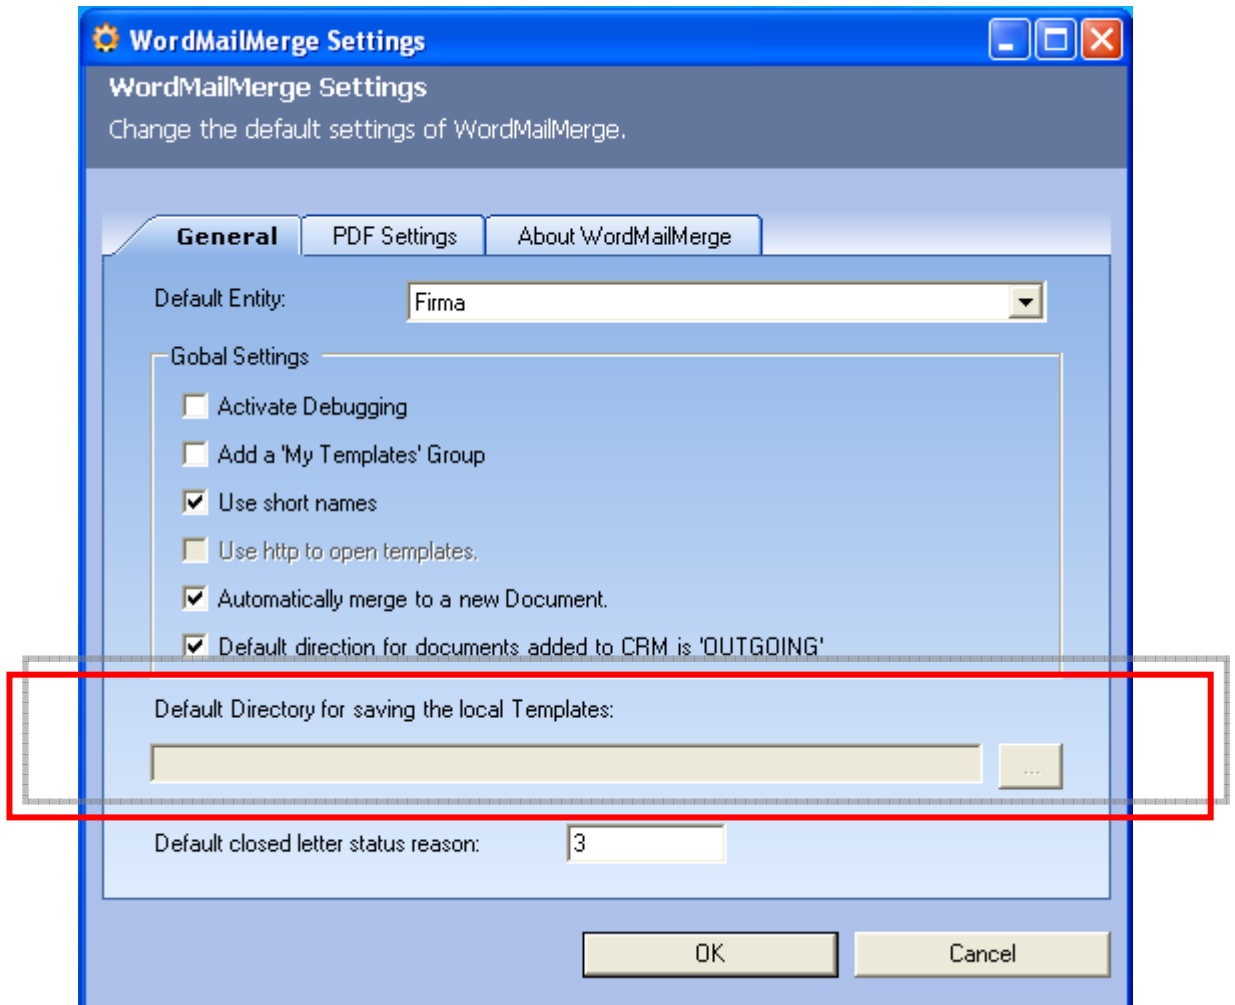 WordMailMerge Settings
WordMailMerge Settings
Change the default settings of WordMailMerge.
General PDF Settings About WordMailMerge
Default Entity: Firma
Gobal Settings
Activate Debugging
Add a 'My Templates' Group
Use short names
Use http to open templates.
Automatically merge to a new Document.
Default direction for documents added to CRM is 'OUTGOING'
Default Directory for saving the local Templates:
...
Default closed letter status reason: 3
OK Cancel